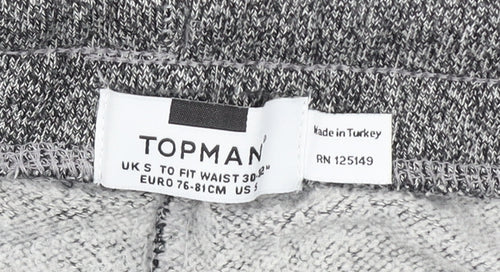 TOPMAN
UK S TO FIT WAIST 30-32"
EURO 76-81CM US S
Made in Turkey
RN 125149